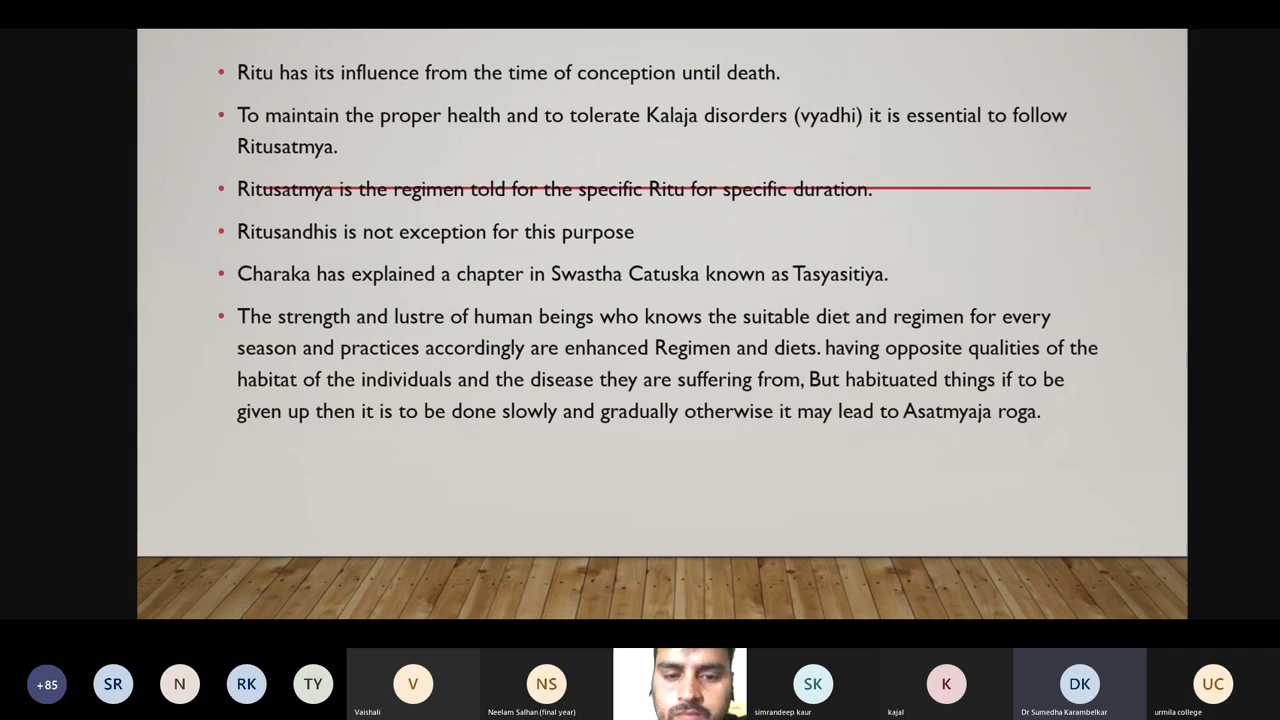 • Ritu has its influence from the time of conception until death.
• To maintain the proper health and to tolerate Kalaja disorders (vyadhi) it is essential to follow
Ritusatmya.
• Ritusatmya is the regimen told for the specific Ritu for specific duration.
• Ritusandhis is not exception for this purpose
• Charaka has explained a chapter in Swastha Catuska known as Tasyasitiya.
• The strength and lustre of human beings who knows the suitable diet and regimen for every
season and practices accordingly are enhanced Regimen and diets. having opposite qualities of the
habitat of the individuals and the disease they are suffering from, But habituated things if to be
given up then it is to be done slowly and gradually otherwise it may lead to Asatmyaja roga.
+85 SR N RK TY V NS SK K DK UC
Vaishali Neelam Salhan (final year) simrandeep kaur kajal Dr Sumedha Karambelkar urmila college